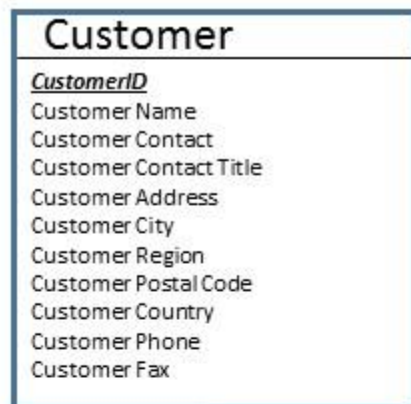 Customer
CustomerID
Customer Name
Customer Contact
Customer Contact Title
Customer Address
Customer City
Customer Region
Customer Postal Code
Customer Country
Customer Phone
Customer Fax